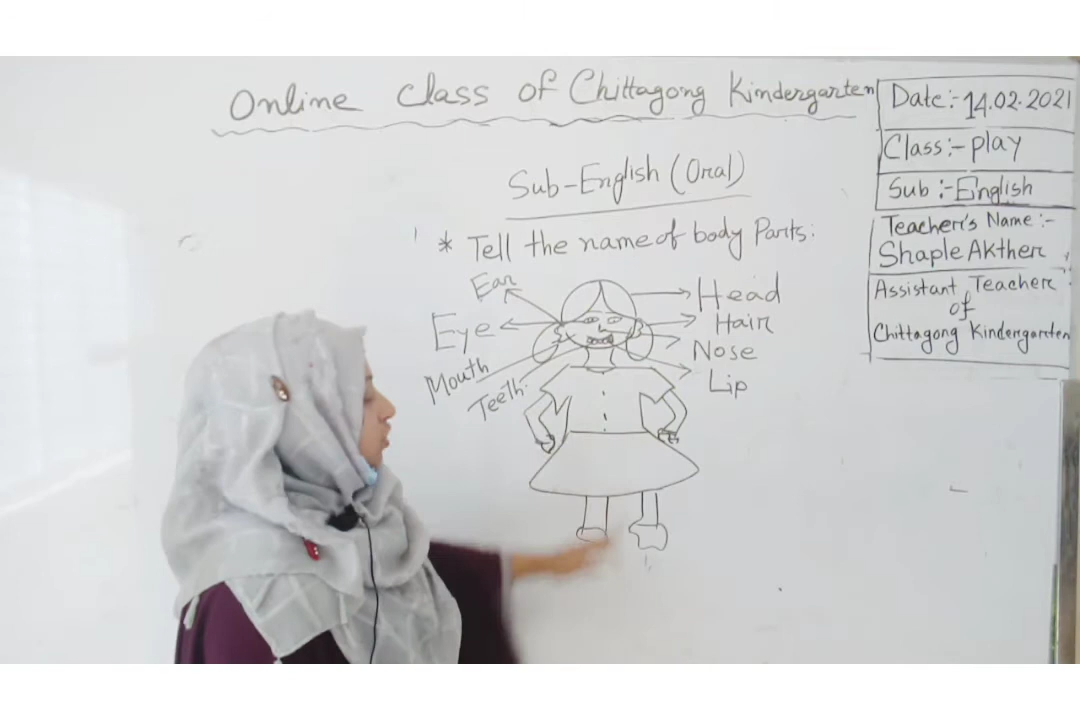 Online Class of Chittagong Kindergarten
Date:- 14.02.2021
Class:- Play
Sub:- English
Teacher's Name:-
Shaple Akther
Assistant Teacher
of
Chittagong Kindergarten
Sub-English (Oral)
* Tell the name of body Parts:
Ear
Eye
Mouth
Teeth
Head
Hair
Nose
Lip